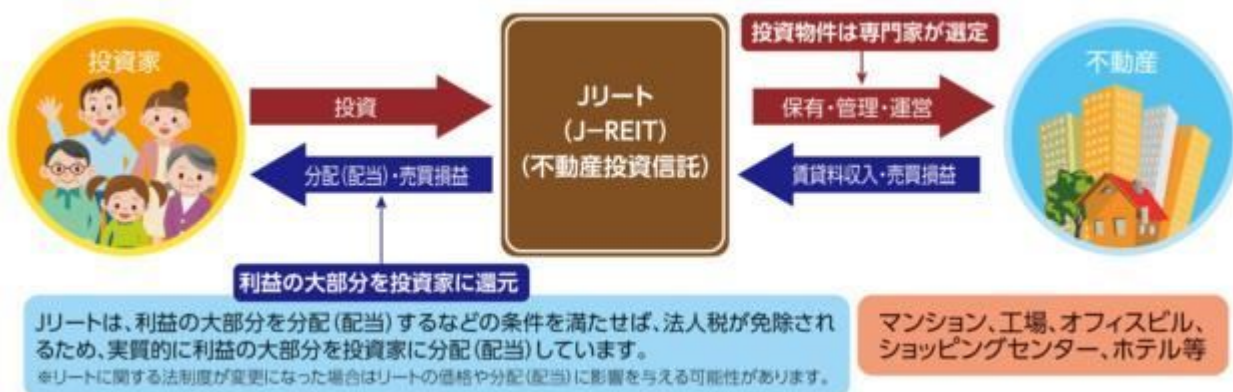 投資家
投資
分配(配当)・売買損益
利益の大部分を投資家に還元
Jリート
(J-REIT)
(不動産投資信託)
投資物件は専門家が選定
保有・管理・運営
賃貸料収入・売買損益
不動産
Jリートは、利益の大部分を分配(配当)するなどの条件を満たせば、法人税が免除され
るため、実質的に利益の大部分を投資家に分配(配当)しています。
※リートに関する法制度が変更になった場合はリートの価格や分配(配当)に影響を与える可能性があります。
マンション、工場、オフィスビル、
ショッピングセンター、ホテル等